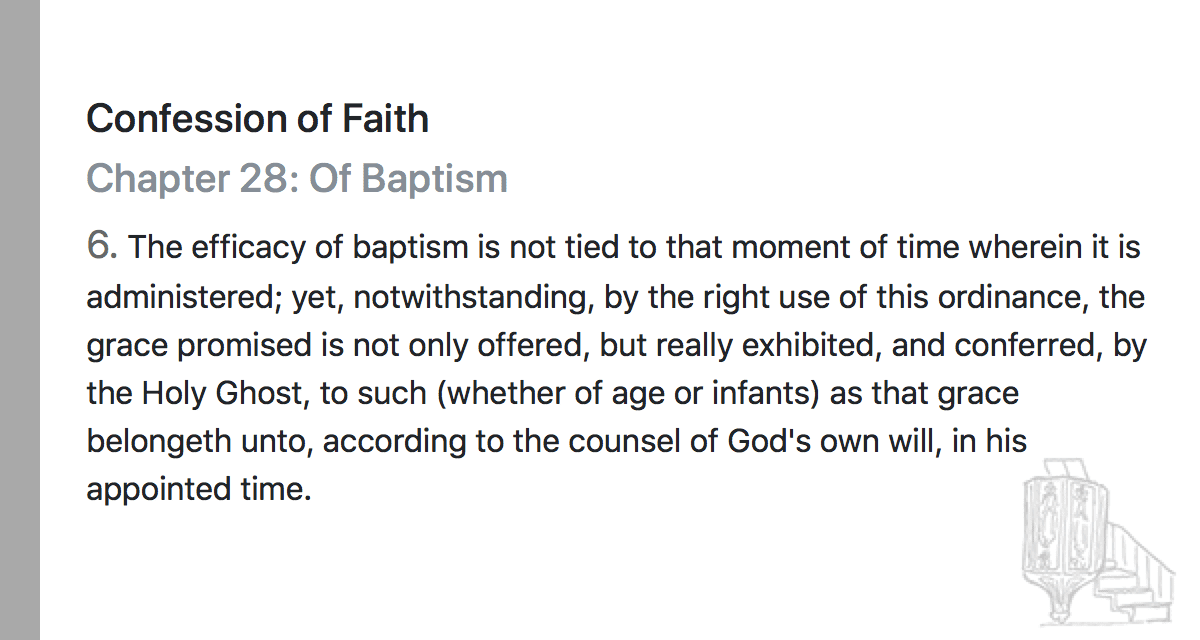 Confession of Faith
Chapter 28: Of Baptism
6. The efficacy of baptism is not tied to that moment of time wherein it is
administered; yet, notwithstanding, by the right use of this ordinance, the
grace promised is not only offered, but really exhibited, and conferred, by
the Holy Ghost, to such (whether of age or infants) as that grace
belongeth unto, according to the counsel of God's own will, in his
appointed time.